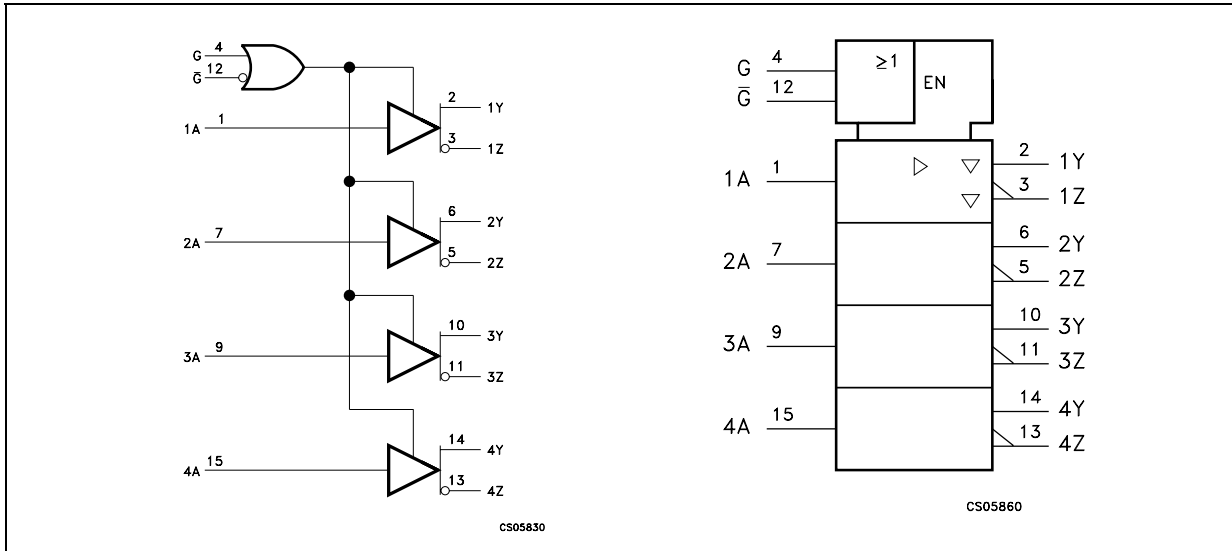 G 4
G̅ 12
1A 1
2 1Y
3 1Z
2A 7
6 2Y
5 2Z
3A 9
10 3Y
11 3Z
4A 15
14 4Y
13 4Z
CS05830
G 4
G̅ 12
≥1
EN
1A 1
2 1Y
3 1Z
2A 7
6 2Y
5 2Z
3A 9
10 3Y
11 3Z
4A 15
14 4Y
13 4Z
CS05860